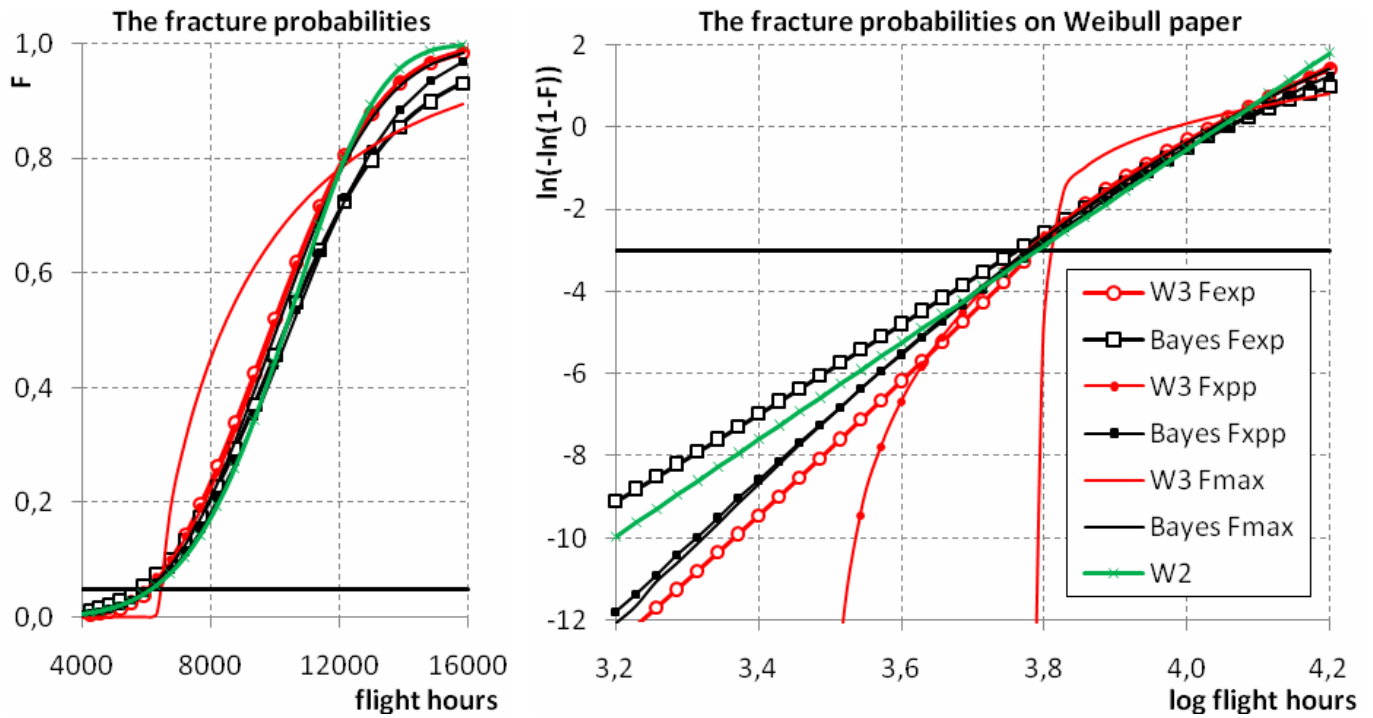 The fracture probabilities
F
1,0
0,8
0,6
0,4
0,2
0,0
4000 8000 12000 16000
flight hours
The fracture probabilities on Weibull paper
ln(-ln(1-F))
2
0
-2
-4
-6
-8
-10
-12
3,2 3,4 3,6 3,8 4,0 4,2
log flight hours
W3 Fexp
Bayes Fexp
W3 Fxpp
Bayes Fxpp
W3 Fmax
Bayes Fmax
W2